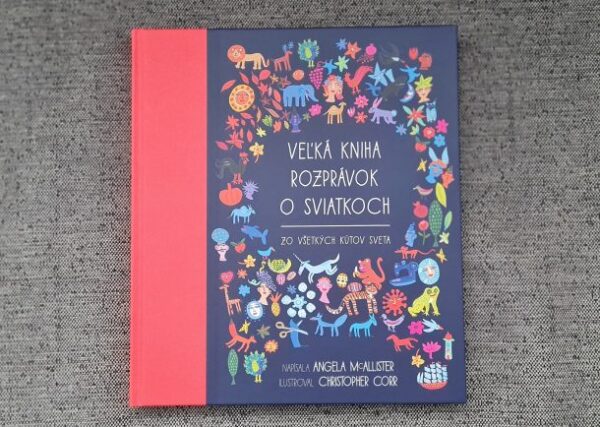 VEĽKÁ KNIHA
ROZPRÁVOK
O SVIATKOCH
ZO VŠETKÝCH KÚTOV SVETA
NAPÍSALA ANGELA McALLISTER
ILUSTROVAL CHRISTOPHER CORR